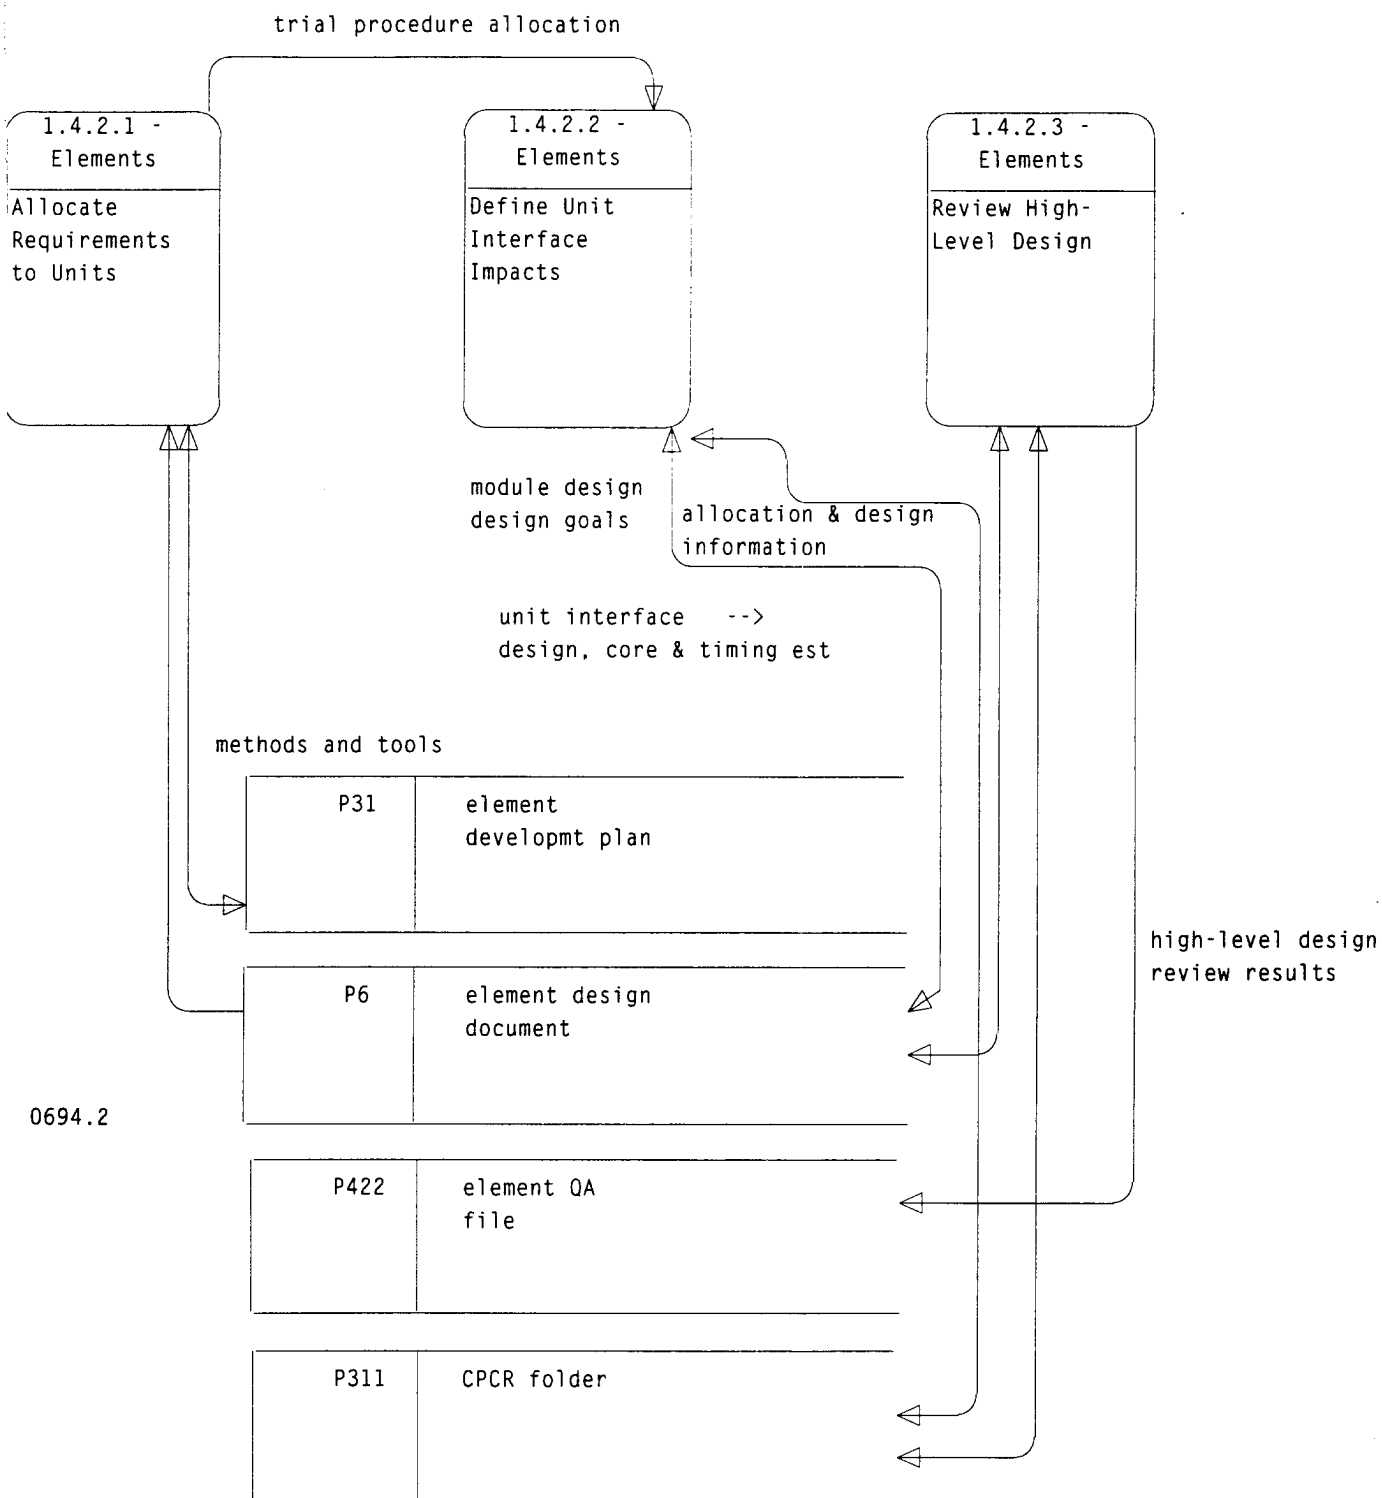 trial procedure allocation
1.4.2.1 -
Elements
Allocate
Requirements
to Units
1.4.2.2 -
Elements
Define Unit
Interface
Impacts
1.4.2.3 -
Elements
Review High-
Level Design
module design
design goals
allocation & design
information
unit interface -->
design, core & timing est
methods and tools
P31
element
developmt plan
high-level design
review results
P6
element design
document
0694.2
P422
element QA
file
P311
CPCR folder